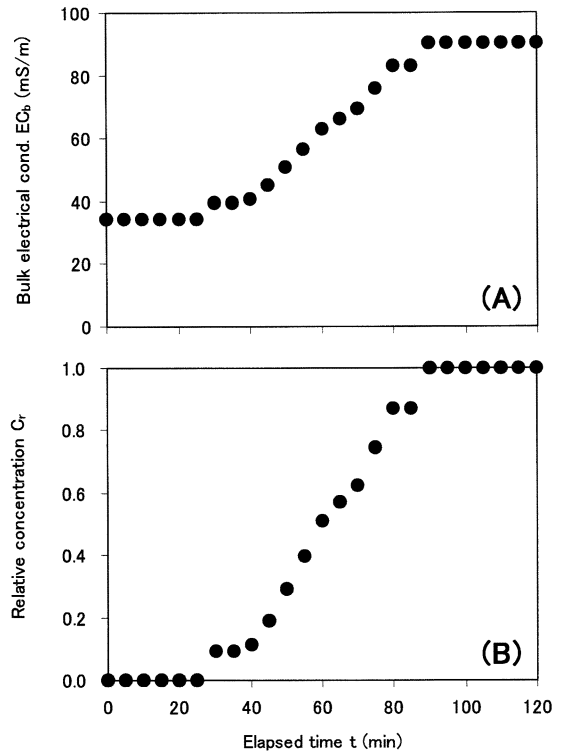 Bulk electrical cond. ECb (mS/m)
100
80
60
40
20
0
(A)
Relative concentration Cr
1.0
0.8
0.6
0.4
0.2
0.0
(B)
0 20 40 60 80 100 120
Elapsed time t (min)